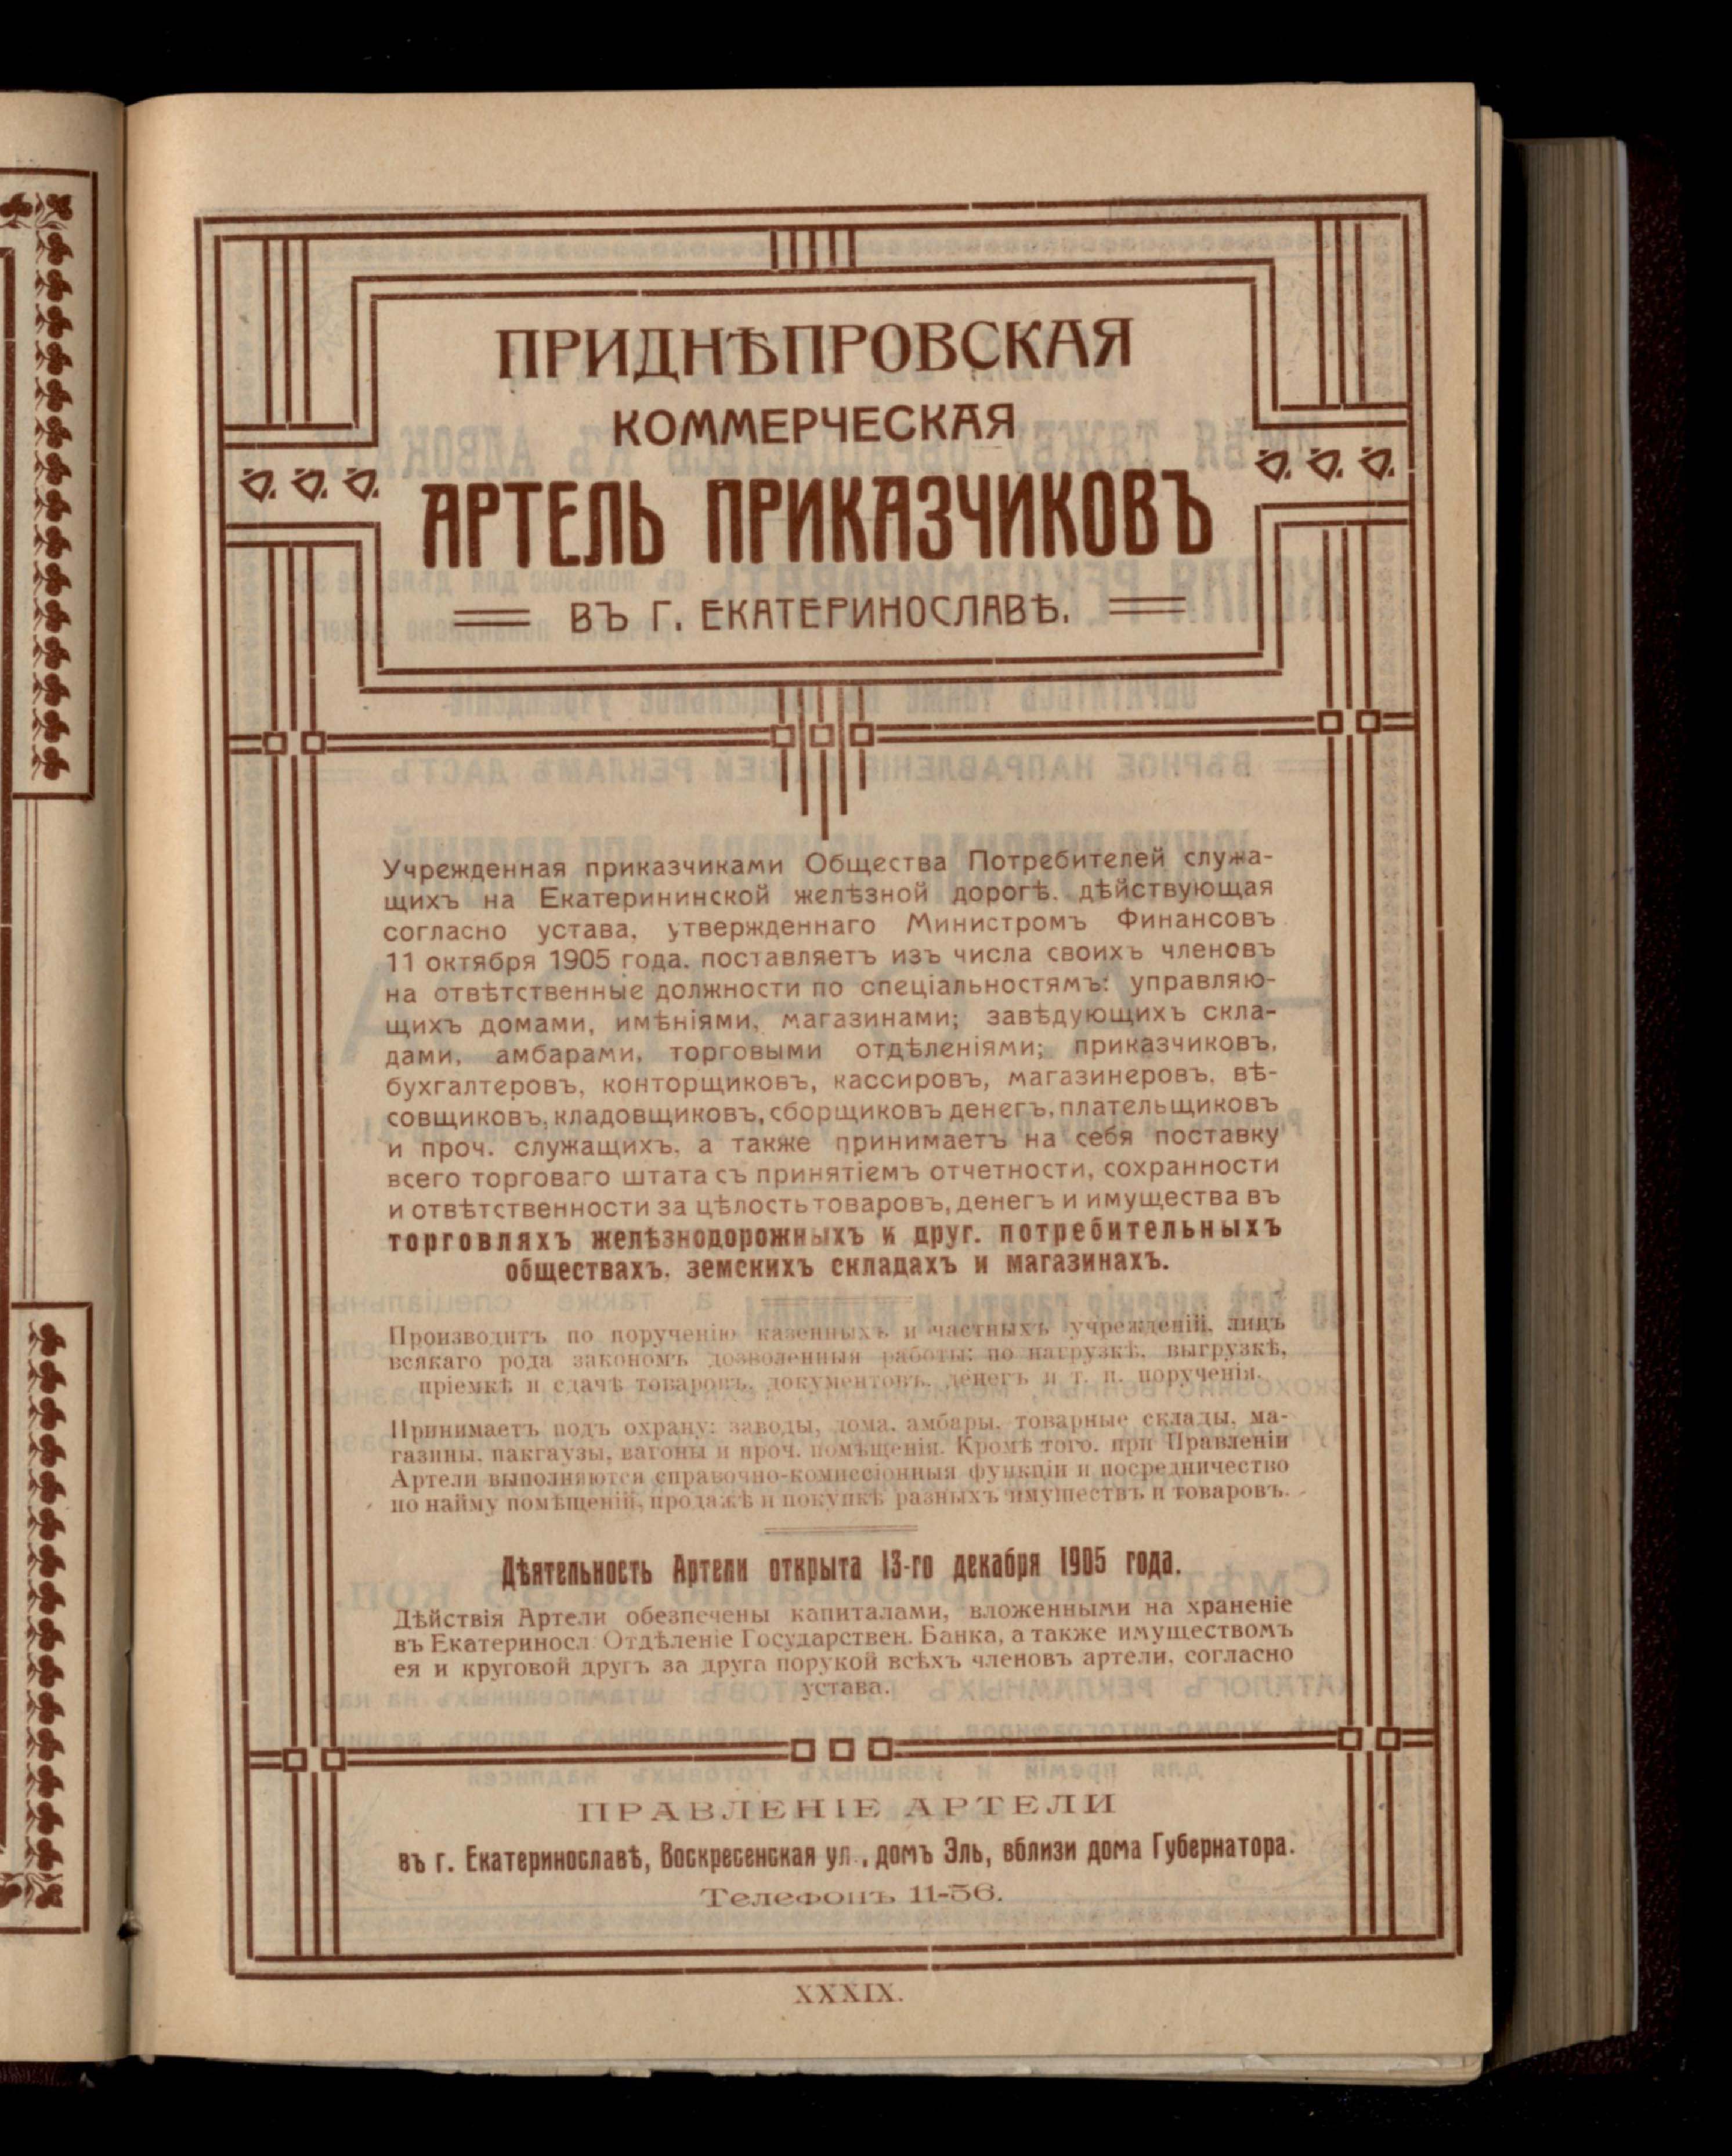 ПРИДНѢПРОВСКАЯ
КОММЕРЧЕСКАЯ
АРТЕЛЬ ПРИКАЗЧИКОВЪ
ВЪ Г. ЕКАТЕРИНОСЛАВѢ.
Учрежденная приказчиками Общества Потребителей служа-
щихъ на Екатерининской желѣзной дорогѣ, дѣйствующая
согласно устава, утвержденнаго Министромъ Финансовъ
11 октября 1905 года, поставляетъ изъ числа своихъ членовъ
на отвѣтственные должности по спеціальностямъ: управляю-
щихъ домами, имѣніями, магазинами; завѣдующихъ скла-
дами, амбарами, торговыми отдѣленіями; приказчиковъ,
бухгалтеровъ, конторщиковъ, кассировъ, магазинеровъ, вѣ-
совщиковъ, кладовщиковъ, сборщиковъ денегъ, плательщиковъ
и проч. служащихъ, а также принимаетъ на себя поставку
всего торговаго штата съ принятіемъ отчетности, сохранности
и отвѣтственности за цѣлость товаровъ, денегъ и имущества въ
торговляхъ желѣзнодорожныхъ и друг. потребительныхъ
обществахъ, земскихъ складахъ и магазинахъ.
Производитъ по порученію казенныхъ и частныхъ учрежденій, лицъ
всякаго рода закономъ дозволенныя работы: по нагрузкѣ, выгрузкѣ,
пріемкѣ и сдачѣ товаровъ, документовъ, денегъ и т. п. порученія.
Принимаетъ подъ охрану: заводы, дома, амбары, товарные склады, ма-
газины, пакгаузы, вагоны и проч. помѣщенія. Кромѣ того, при Правленіи
Артели выполняются справочно-комиссіонныя функціи и посредничество
по найму помѣщеній, продажѣ и покупкѣ разныхъ имуществъ и товаровъ.
Дѣятельность Артели открыта 13-го декабря 1905 года.
Дѣйствія Артели обезпечены капиталами, вложенными на храненіе
въ Екатериносл. Отдѣленіе Государствен. Банка, а также имуществомъ
ея и круговой другъ за друга порукой всѣхъ членовъ артели, согласно
устава.
ПРАВЛЕНІЕ АРТЕЛИ
въ г. Екатеринославѣ, Воскресенская ул., домъ Эль, вблизи дома Губернатора.
Телефонъ 11-56.
XXXIX.